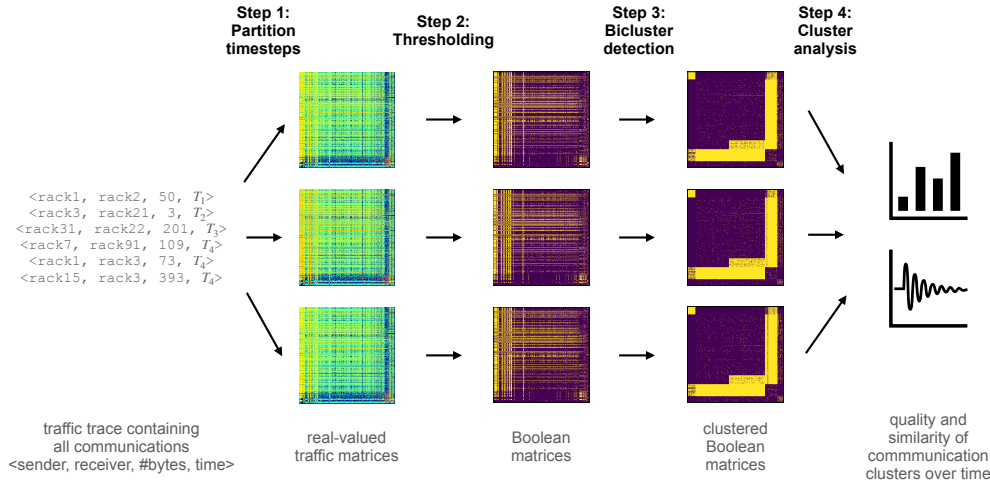 Step 1:
Partition
timesteps
Step 2:
Thresholding
Step 3:
Bicluster
detection
Step 4:
Cluster
analysis
<rack1, rack2, 50, T₁>
<rack3, rack21, 3, T₂>
<rack31, rack22, 201, T₃>
<rack7, rack91, 109, T₄>
<rack1, rack3, 73, T₄>
<rack15, rack3, 393, T₄>
traffic trace containing
all communications
<sender, receiver, #bytes, time>
real-valued
traffic matrices
Boolean
matrices
clustered
Boolean
matrices
quality and
similarity of
commmunication
clusters over time